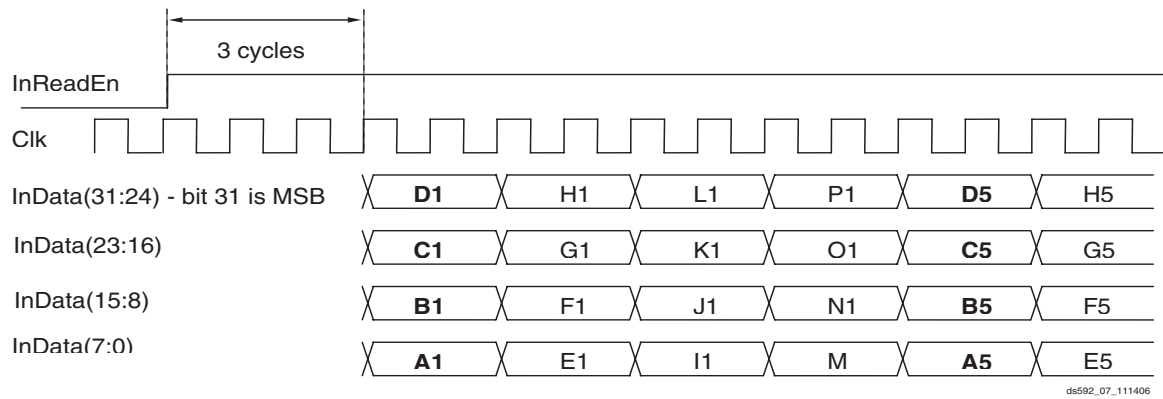 3 cycles
InReadEn
Clk
InData(31:24) - bit 31 is MSB D1 H1 L1 P1 D5 H5
InData(23:16) C1 G1 K1 O1 C5 G5
InData(15:8) B1 F1 J1 N1 B5 F5
InData(7:0) A1 E1 I1 M A5 E5
ds592_07_111406